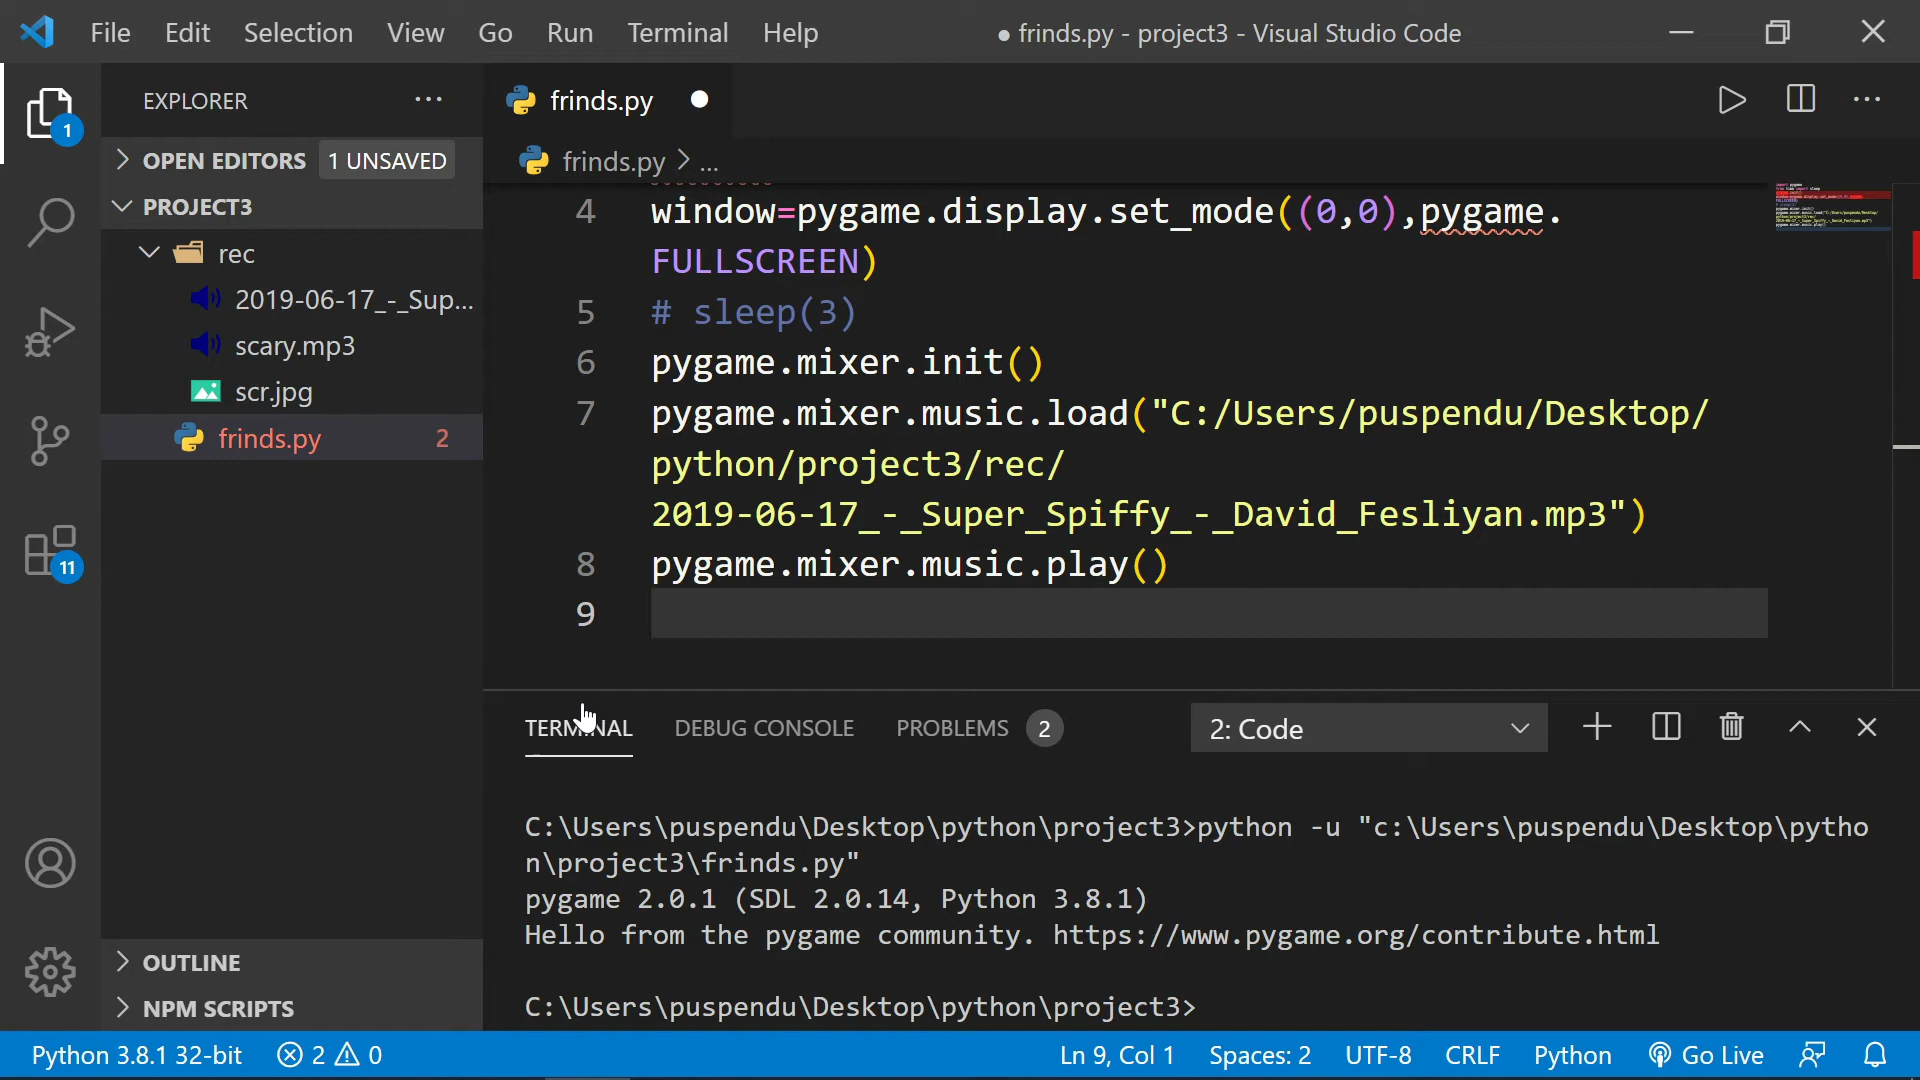 File Edit Selection View Go Run Terminal Help ● frinds.py - project3 - Visual Studio Code
EXPLORER ...
frinds.py
OPEN EDITORS 1 UNSAVED
frinds.py > ...
PROJECT3
rec
2019-06-17_-_Sup...
scary.mp3
scr.jpg
frinds.py 2
OUTLINE
NPM SCRIPTS
1
11
4 window=pygame.display.set_mode((0,0),pygame.
FULLSCREEN)
5 # sleep(3)
6 pygame.mixer.init()
7 pygame.mixer.music.load("C:/Users/puspendu/Desktop/
python/project3/rec/
2019-06-17_-_Super_Spiffy_-_David_Fesliyan.mp3")
8 pygame.mixer.music.play()
9
TERMINAL DEBUG CONSOLE PROBLEMS 2 2: Code
C:\Users\puspendu\Desktop\python\project3>python -u "c:\Users\puspendu\Desktop\pytho
n\project3\frinds.py"
pygame 2.0.1 (SDL 2.0.14, Python 3.8.1)
Hello from the pygame community. https://www.pygame.org/contribute.html
C:\Users\puspendu\Desktop\python\project3>
Python 3.8.1 32-bit 2 0 Ln 9, Col 1 Spaces: 2 UTF-8 CRLF Python Go Live